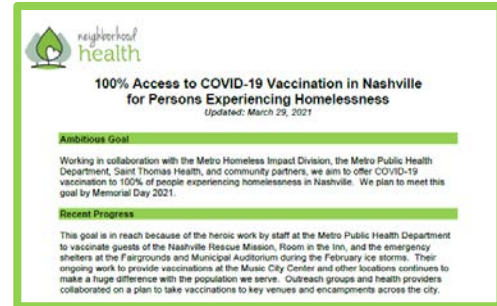 neighborhood
health
100% Access to COVID-19 Vaccination in Nashville
for Persons Experiencing Homelessness
Updated: March 29, 2021
Ambitious Goal
Working in collaboration with the Metro Homeless Impact Division, the Metro Public Health
Department, Saint Thomas Health, and community partners, we aim to offer COVID-19
vaccination to 100% of people experiencing homelessness in Nashville. We plan to meet this
goal by Memorial Day 2021.
Recent Progress
This goal is in reach because of the heroic work by staff at the Metro Public Health Department
to vaccinate guests of the Nashville Rescue Mission, Room in the Inn, and the emergency
shelters at the Fairgrounds and Municipal Auditorium during the February ice storms. Their
ongoing work to provide vaccinations at the Music City Center and other locations continues to
make a huge difference with the population we serve. Outreach groups and health providers
collaborated on a plan to take vaccinations to key venues and encampments across the city.